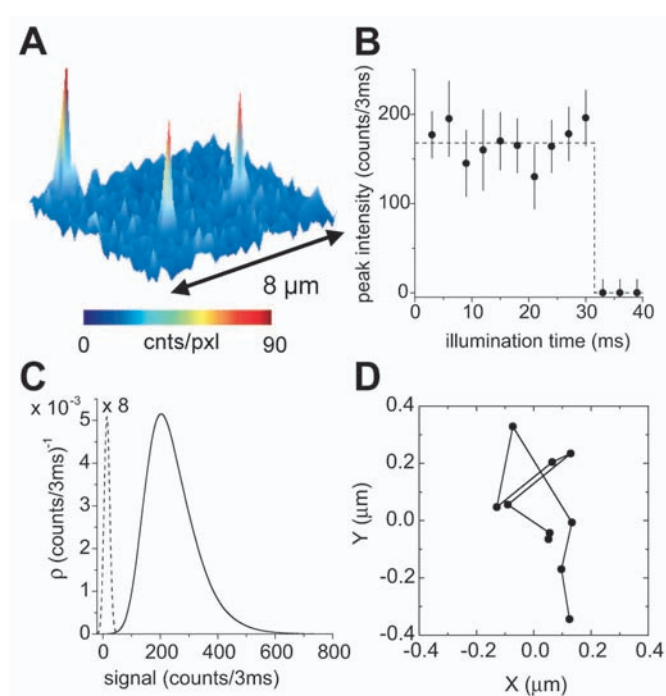 A
8 µm
0 cnts/pxl 90
B
peak intensity (counts/3ms)
200
100
0
0 10 20 30 40
illumination time (ms)
C
x 10⁻³
x 8
5
4
3
2
1
0
ρ (counts/3ms)⁻¹
0 200 400 600 800
signal (counts/3ms)
D
0.4
0.2
0.0
-0.2
-0.4
Y (µm)
-0.4 -0.2 0.0 0.2 0.4
X (µm)